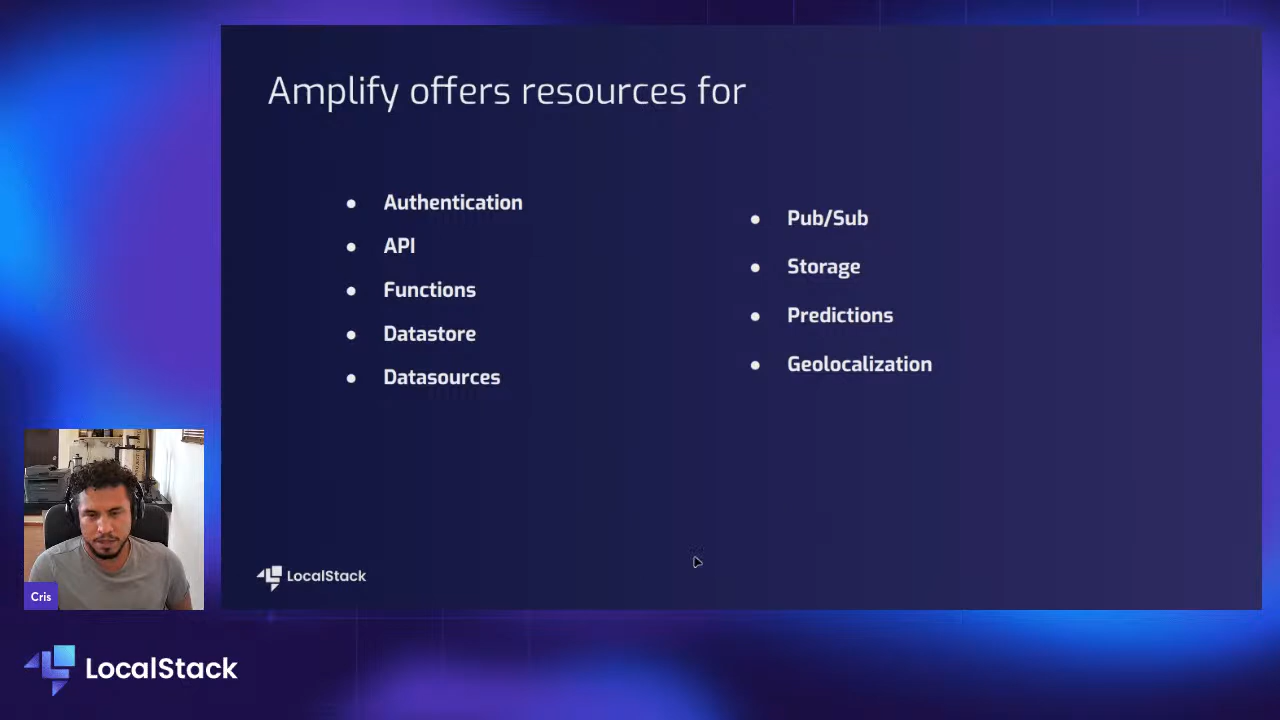 Amplify offers resources for
● Authentication
● API
● Functions
● Datastore
● Datasources
● Pub/Sub
● Storage
● Predictions
● Geolocalization
LocalStack
Cris
LocalStack